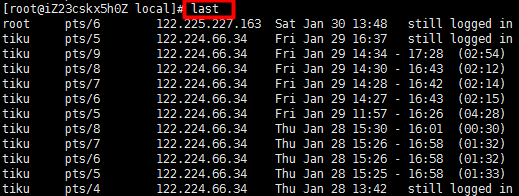 [root@iZ23cskx5h0Z local]# last
root pts/6 122.225.227.163 Sat Jan 30 13:48 still logged in
tiku pts/5 122.224.66.34 Fri Jan 29 16:37 still logged in
tiku pts/9 122.224.66.34 Fri Jan 29 14:34 - 17:28 (02:54)
tiku pts/8 122.224.66.34 Fri Jan 29 14:30 - 16:43 (02:12)
tiku pts/7 122.224.66.34 Fri Jan 29 14:28 - 16:42 (02:14)
tiku pts/6 122.224.66.34 Fri Jan 29 14:27 - 16:43 (02:15)
tiku pts/5 122.224.66.34 Fri Jan 29 11:57 - 16:26 (04:28)
tiku pts/8 122.224.66.34 Thu Jan 28 15:30 - 16:01 (00:30)
tiku pts/7 122.224.66.34 Thu Jan 28 15:26 - 16:58 (01:32)
tiku pts/6 122.224.66.34 Thu Jan 28 15:26 - 16:58 (01:32)
tiku pts/5 122.224.66.34 Thu Jan 28 15:25 - 16:58 (01:33)
tiku pts/4 122.224.66.34 Thu Jan 28 13:42 still logged in